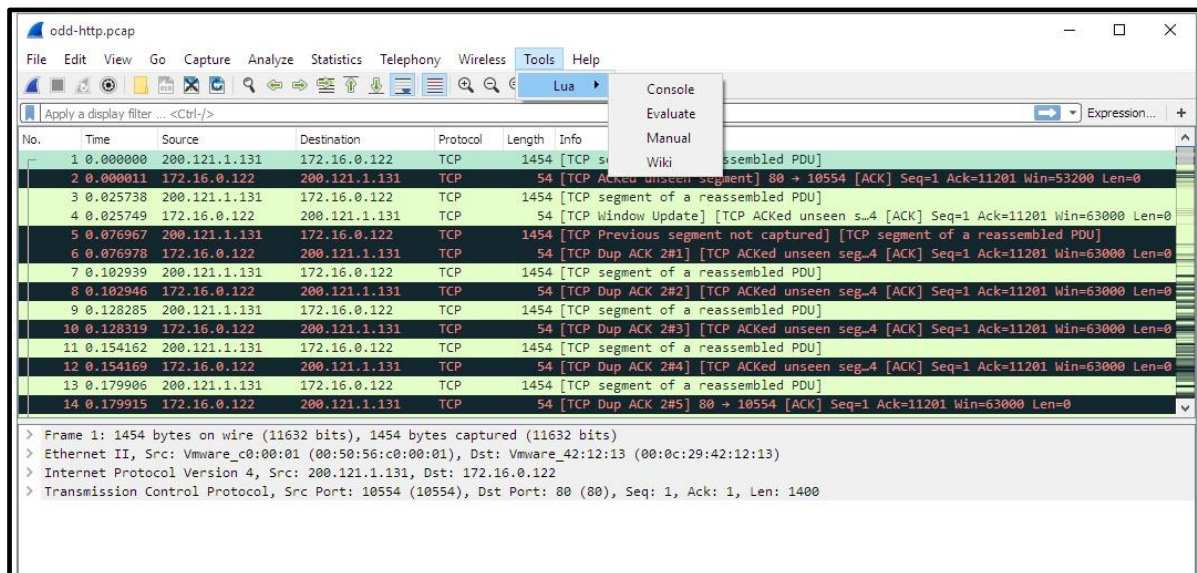 odd-http.pcap
File Edit View Go Capture Analyze Statistics Telephony Wireless Tools Help
Lua
Console
Evaluate
Manual
Wiki
Apply a display filter ... <Ctrl-/>
Expression... +
No. Time Source Destination Protocol Length Info
1 0.000000 200.121.1.131 172.16.0.122 TCP 1454 [TCP s assembled PDU]
2 0.000011 172.16.0.122 200.121.1.131 TCP 54 [TCP ACKed unseen segment] 80 → 10554 [ACK] Seq=1 Ack=11201 Win=53200 Len=0
3 0.025738 200.121.1.131 172.16.0.122 TCP 1454 [TCP segment of a reassembled PDU]
4 0.025749 172.16.0.122 200.121.1.131 TCP 54 [TCP Window Update] [TCP ACKed unseen s…4 [ACK] Seq=1 Ack=11201 Win=63000 Len=0
5 0.076967 200.121.1.131 172.16.0.122 TCP 1454 [TCP Previous segment not captured] [TCP segment of a reassembled PDU]
6 0.076978 172.16.0.122 200.121.1.131 TCP 54 [TCP Dup ACK 2#1] [TCP ACKed unseen seg…4 [ACK] Seq=1 Ack=11201 Win=63000 Len=0
7 0.102939 200.121.1.131 172.16.0.122 TCP 1454 [TCP segment of a reassembled PDU]
8 0.102946 172.16.0.122 200.121.1.131 TCP 54 [TCP Dup ACK 2#2] [TCP ACKed unseen seg…4 [ACK] Seq=1 Ack=11201 Win=63000 Len=0
9 0.128285 200.121.1.131 172.16.0.122 TCP 1454 [TCP segment of a reassembled PDU]
10 0.128319 172.16.0.122 200.121.1.131 TCP 54 [TCP Dup ACK 2#3] [TCP ACKed unseen seg…4 [ACK] Seq=1 Ack=11201 Win=63000 Len=0
11 0.154162 200.121.1.131 172.16.0.122 TCP 1454 [TCP segment of a reassembled PDU]
12 0.154169 172.16.0.122 200.121.1.131 TCP 54 [TCP Dup ACK 2#4] [TCP ACKed unseen seg…4 [ACK] Seq=1 Ack=11201 Win=63000 Len=0
13 0.179906 200.121.1.131 172.16.0.122 TCP 1454 [TCP segment of a reassembled PDU]
14 0.179915 172.16.0.122 200.121.1.131 TCP 54 [TCP Dup ACK 2#5] 80 → 10554 [ACK] Seq=1 Ack=11201 Win=63000 Len=0
> Frame 1: 1454 bytes on wire (11632 bits), 1454 bytes captured (11632 bits)
> Ethernet II, Src: Vmware_c0:00:01 (00:50:56:c0:00:01), Dst: Vmware_42:12:13 (00:0c:29:42:12:13)
> Internet Protocol Version 4, Src: 200.121.1.131, Dst: 172.16.0.122
> Transmission Control Protocol, Src Port: 10554 (10554), Dst Port: 80 (80), Seq: 1, Ack: 1, Len: 1400